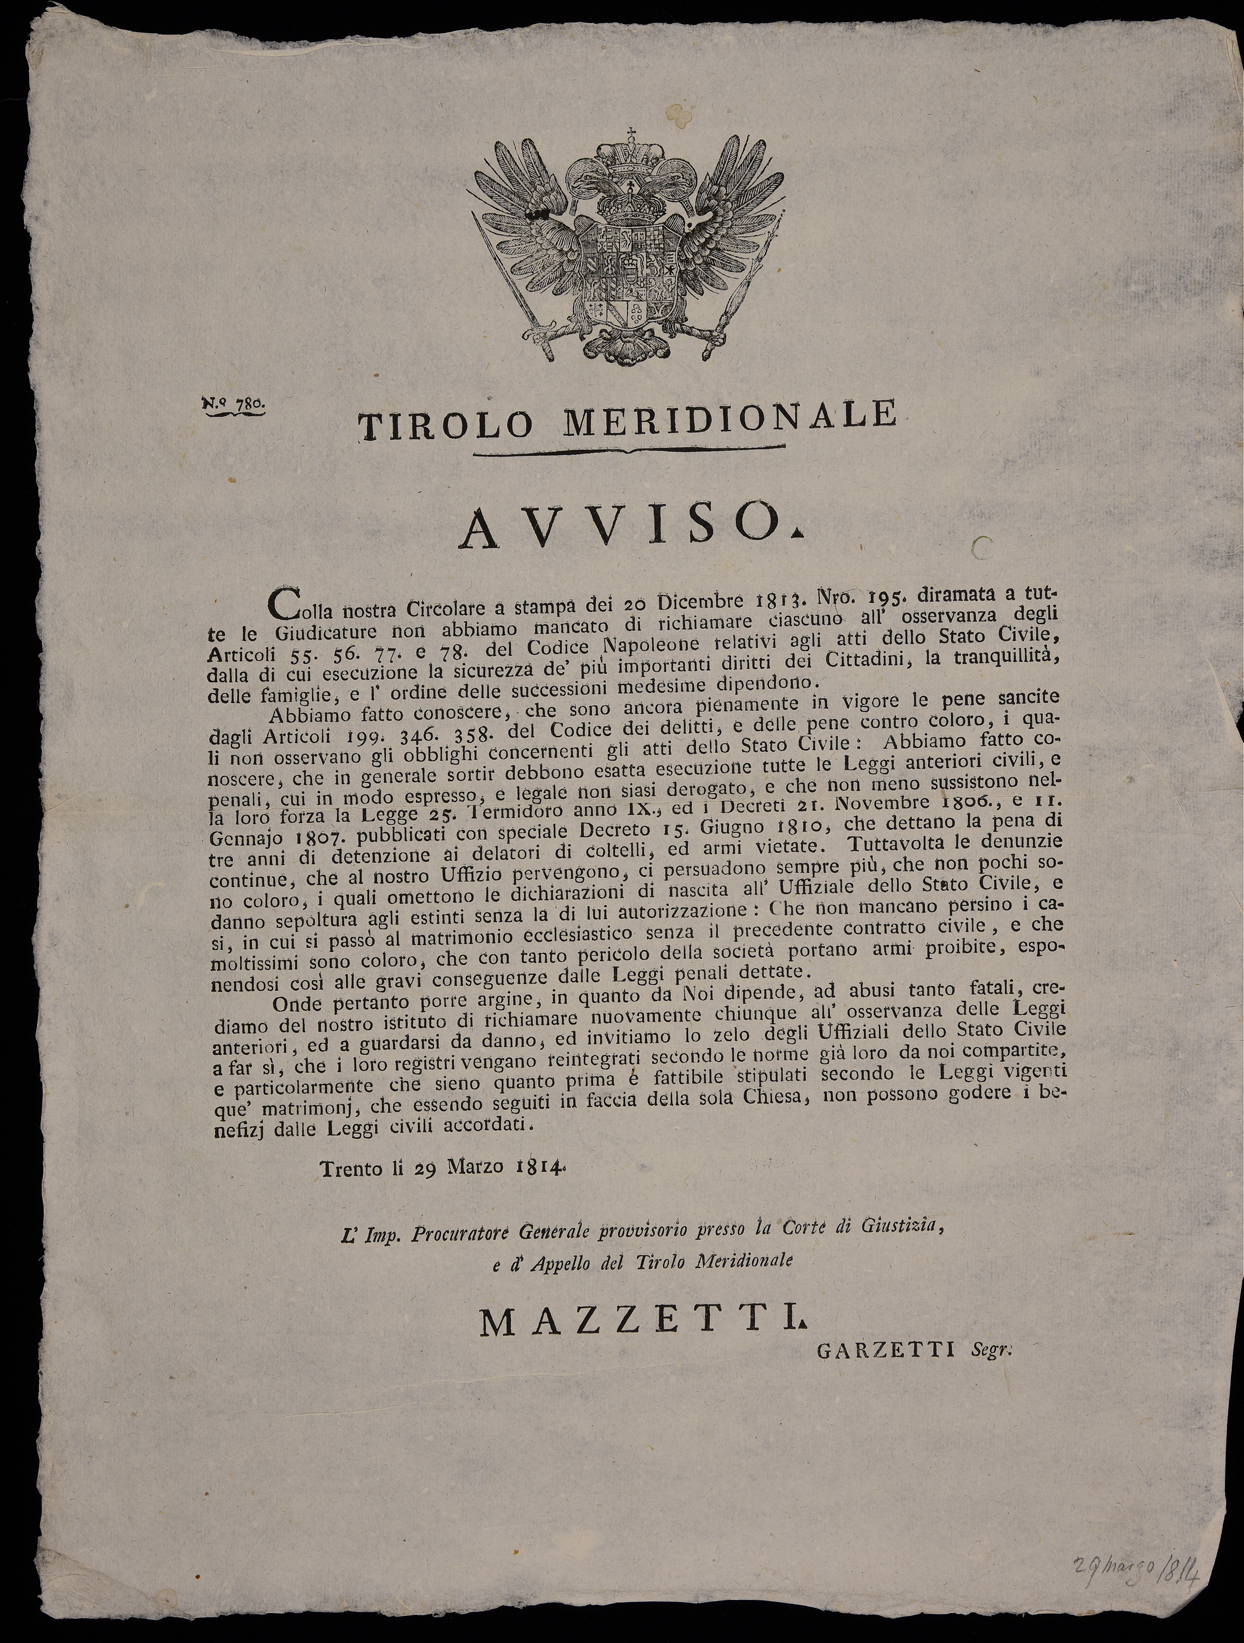 N.º 780.
TIROLO MERIDIONALE
AVVISO.
Colla nostra Circolare a stampa dei 20 Dicembre 1813. Nro. 195. diramata a tut-
te le Giudicature non abbiamo mancato di richiamare ciascuno all' osservanza degli
Articoli 55. 56. 77. e 78. del Codice Napoleone relativi agli atti dello Stato Civile,
dalla di cui esecuzione la sicurezza de' più importanti diritti dei Cittadini, la tranquillità,
delle famiglie, e l' ordine delle successioni medesime dipendono.
Abbiamo fatto conoscere, che sono ancora pienamente in vigore le pene sancite
dagli Articoli 199. 346. 358. del Codice dei delitti, e delle pene contro coloro, i qua-
li non osservano gli obblighi concernenti gli atti dello Stato Civile: Abbiamo fatto co-
noscere, che in generale sortir debbono esatta esecuzione tutte le Leggi anteriori civili, e
penali, cui in modo espresso, e legale non siasi derogato, e che non meno sussistono nel-
la loro forza la Legge 25. Termidoro anno IX., ed i Decreti 21. Novembre 1806., e 11.
Gennajo 1807. pubblicati con speciale Decreto 15. Giugno 1810, che dettano la pena di
tre anni di detenzione ai delatori di coltelli, ed armi vietate. Tuttavolta le denunzie
continue, che al nostro Uffizio pervengono, ci persuadono sempre più, che non pochi so-
no coloro, i quali omettono le dichiarazioni di nascita all' Uffiziale dello Stato Civile, e
danno sepoltura agli estinti senza la di lui autorizzazione: Che non mancano persino i ca-
si, in cui si passò al matrimonio ecclesiastico senza il precedente contratto civile, e che
moltissimi sono coloro, che con tanto pericolo della società portano armi proibite, espo-
nendosi così alle gravi conseguenze dalle Leggi penali dettate.
Onde pertanto porre argine, in quanto da Noi dipende, ad abusi tanto fatali, cre-
diamo del nostro istituto di richiamare nuovamente chiunque all' osservanza delle Leggi
anteriori, ed a guardarsi da danno, ed invitiamo lo zelo degli Uffiziali dello Stato Civile
a far sì, che i loro registri vengano reintegrati secondo le norme già loro da noi compartite,
e particolarmente che sieno quanto prima è fattibile stipulati secondo le Leggi vigenti
que' matrimonj, che essendo seguiti in faccia della sola Chiesa, non possono godere i be-
nefizj dalle Leggi civili accordati.
Trento li 29 Marzo 1814.
L' Imp. Procuratore Generale provvisorio presso la Corte di Giustizia,
e d' Appello del Tirolo Meridionale
MAZZETTI.
GARZETTI Segr.
29 marzo 1814